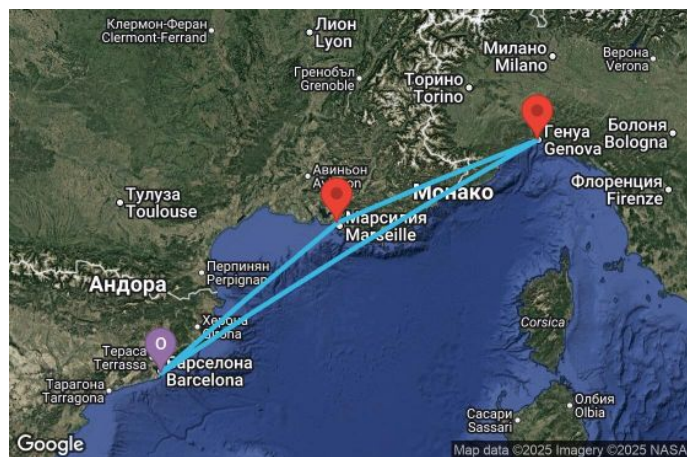 Клермон-Феран
Clermont-Ferrand
Лион
Lyon
Милано
Milano
Верона
Verona
Гренобъл
Grenoble
Торино
Torino
Генуа
Genova
Болоня
Bologna
Авиньон
Монако
Флоренция
Firenze
Тулуза
Toulouse
Марсилия
Marseille
Перпинян
Perpignan
Андора
Corsica
Тераса
Terrassa
O
Барселона
Barcelona
Тарагона
Tarragona
Олбия
Olbia
Сасари
Sassari
Google
Map data ©2025 Imagery ©2025 NASA